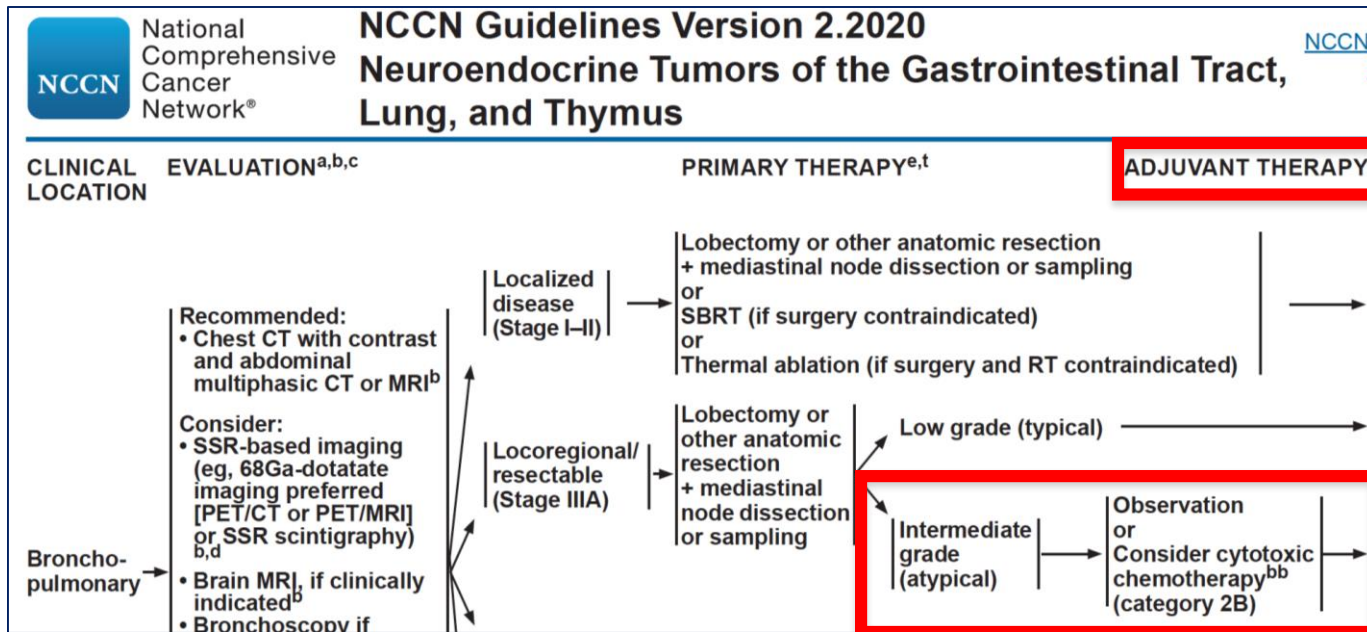 National
Comprehensive
Cancer
Network®
NCCN
NCCN Guidelines Version 2.2020
Neuroendocrine Tumors of the Gastrointestinal Tract,
Lung, and Thymus
NCCN
CLINICAL
LOCATION
EVALUATIONa,b,c
PRIMARY THERAPYe,t
ADJUVANT THERAPY
Broncho-
pulmonary
Recommended:
• Chest CT with contrast
and abdominal
multiphasic CT or MRIb
Consider:
• SSR-based imaging
(eg, 68Ga-dotatate
imaging preferred
[PET/CT or PET/MRI]
or SSR scintigraphy)
b,d
• Brain MRI, if clinically
indicatedb
• Bronchoscopy if
Localized
disease
(Stage I–II)
Lobectomy or other anatomic resection
+ mediastinal node dissection or sampling
or
SBRT (if surgery contraindicated)
or
Thermal ablation (if surgery and RT contraindicated)
Locoregional/
resectable
(Stage IIIA)
Lobectomy or
other anatomic
resection
+ mediastinal
node dissection
or sampling
Low grade (typical)
Intermediate
grade
(atypical)
Observation
or
Consider cytotoxic
chemotherapybb
(category 2B)